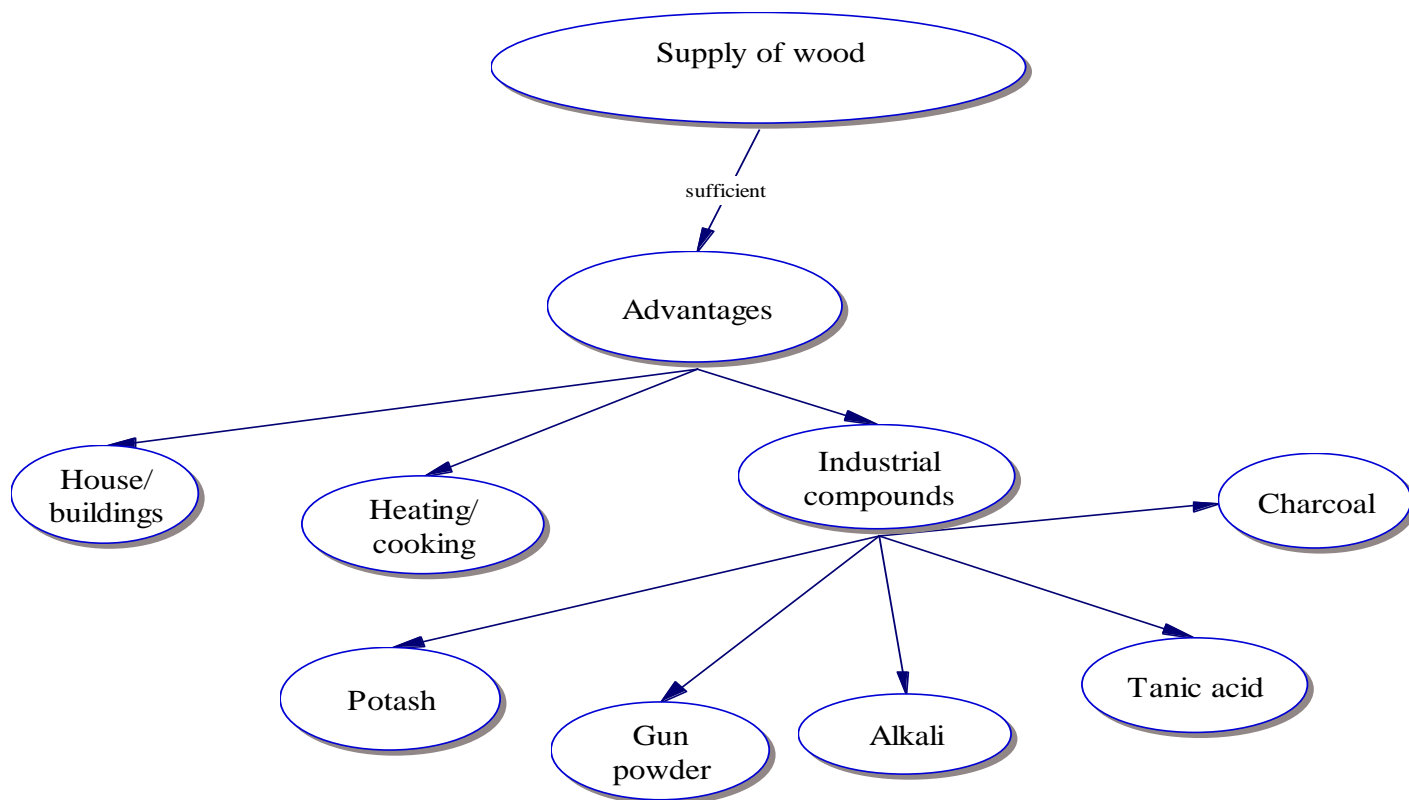 Supply of wood
sufficient
Advantages
House/
buildings
Heating/
cooking
Industrial
compounds
Charcoal
Potash
Gun
powder
Alkali
Tanic acid